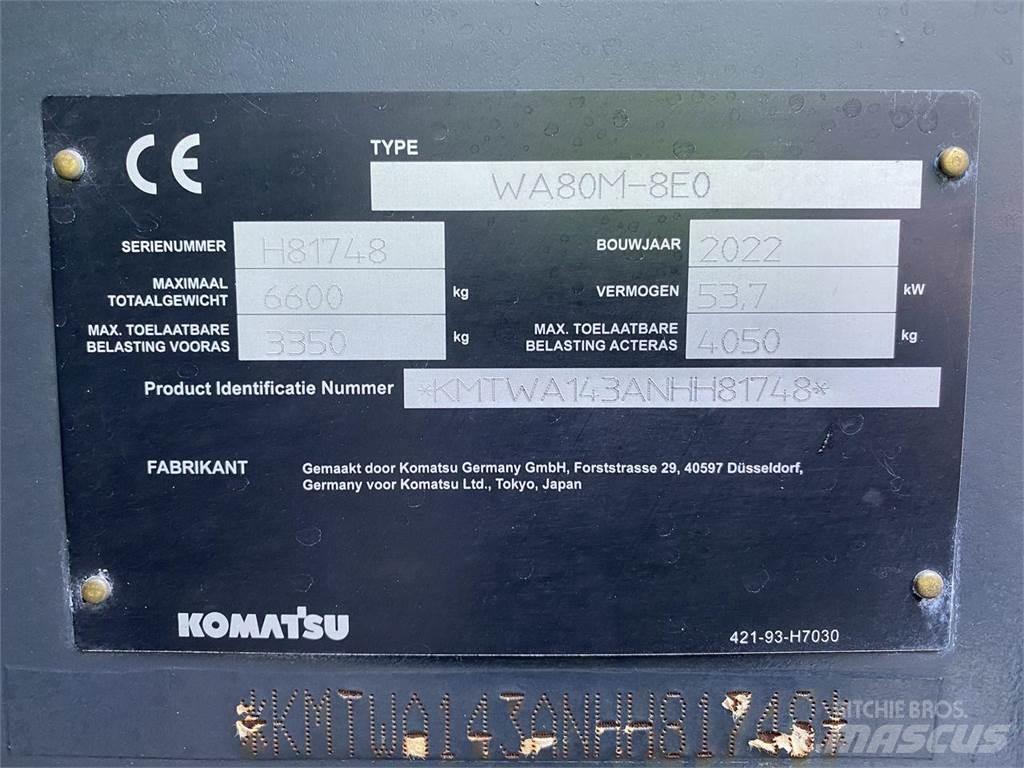 CE
TYPE WA80M-8E0
SERIENUMMER H81748 BOUWJAAR 2022
MAXIMAAL
TOTAALGEWICHT 6600 kg VERMOGEN 53,7 kW
MAX. TOELAATBARE
BELASTING VOORAS 3350 kg
MAX. TOELAATBARE
BELASTING ACTERAS 4050 kg
Product Identificatie Nummer *KMTWA143ANHH81748*
FABRIKANT
Gemaakt door Komatsu Germany GmbH, Forststrasse 29, 40597 Düsseldorf,
Germany voor Komatsu Ltd., Tokyo, Japan
KOMATSU
421-93-H7030
*KMTWA143ANHH81748*
RITCHIE BROS.
MASCUS